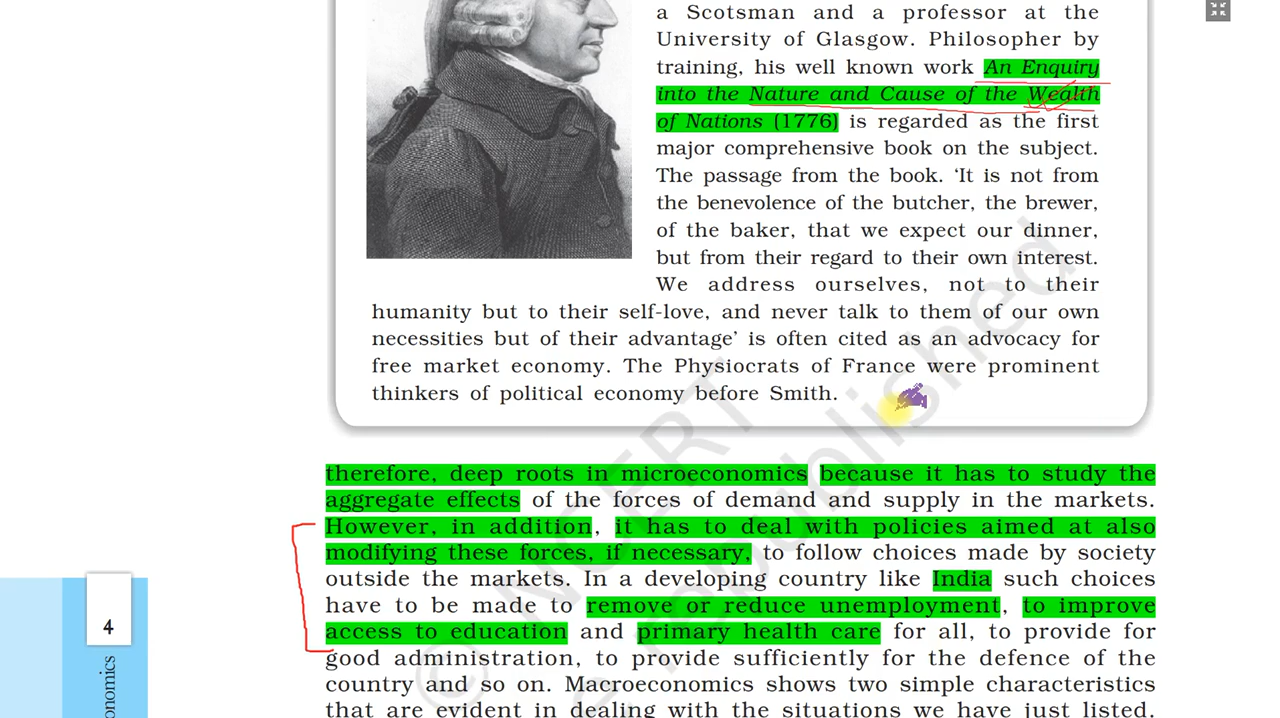 a Scotsman and a professor at the
University of Glasgow. Philosopher by
training, his well known work An Enquiry
into the Nature and Cause of the Wealth
of Nations (1776) is regarded as the first
major comprehensive book on the subject.
The passage from the book. ‘It is not from
the benevolence of the butcher, the brewer,
of the baker, that we expect our dinner,
but from their regard to their own interest.
We address ourselves, not to their
humanity but to their self-love, and never talk to them of our own
necessities but of their advantage’ is often cited as an advocacy for
free market economy. The Physiocrats of France were prominent
thinkers of political economy before Smith.
therefore, deep roots in microeconomics because it has to study the
aggregate effects of the forces of demand and supply in the markets.
However, in addition, it has to deal with policies aimed at also
modifying these forces, if necessary, to follow choices made by society
outside the markets. In a developing country like India such choices
have to be made to remove or reduce unemployment, to improve
access to education and primary health care for all, to provide for
good administration, to provide sufficiently for the defence of the
country and so on. Macroeconomics shows two simple characteristics
that are evident in dealing with the situations we have just listed.
4
onomics
© NCERT
republished